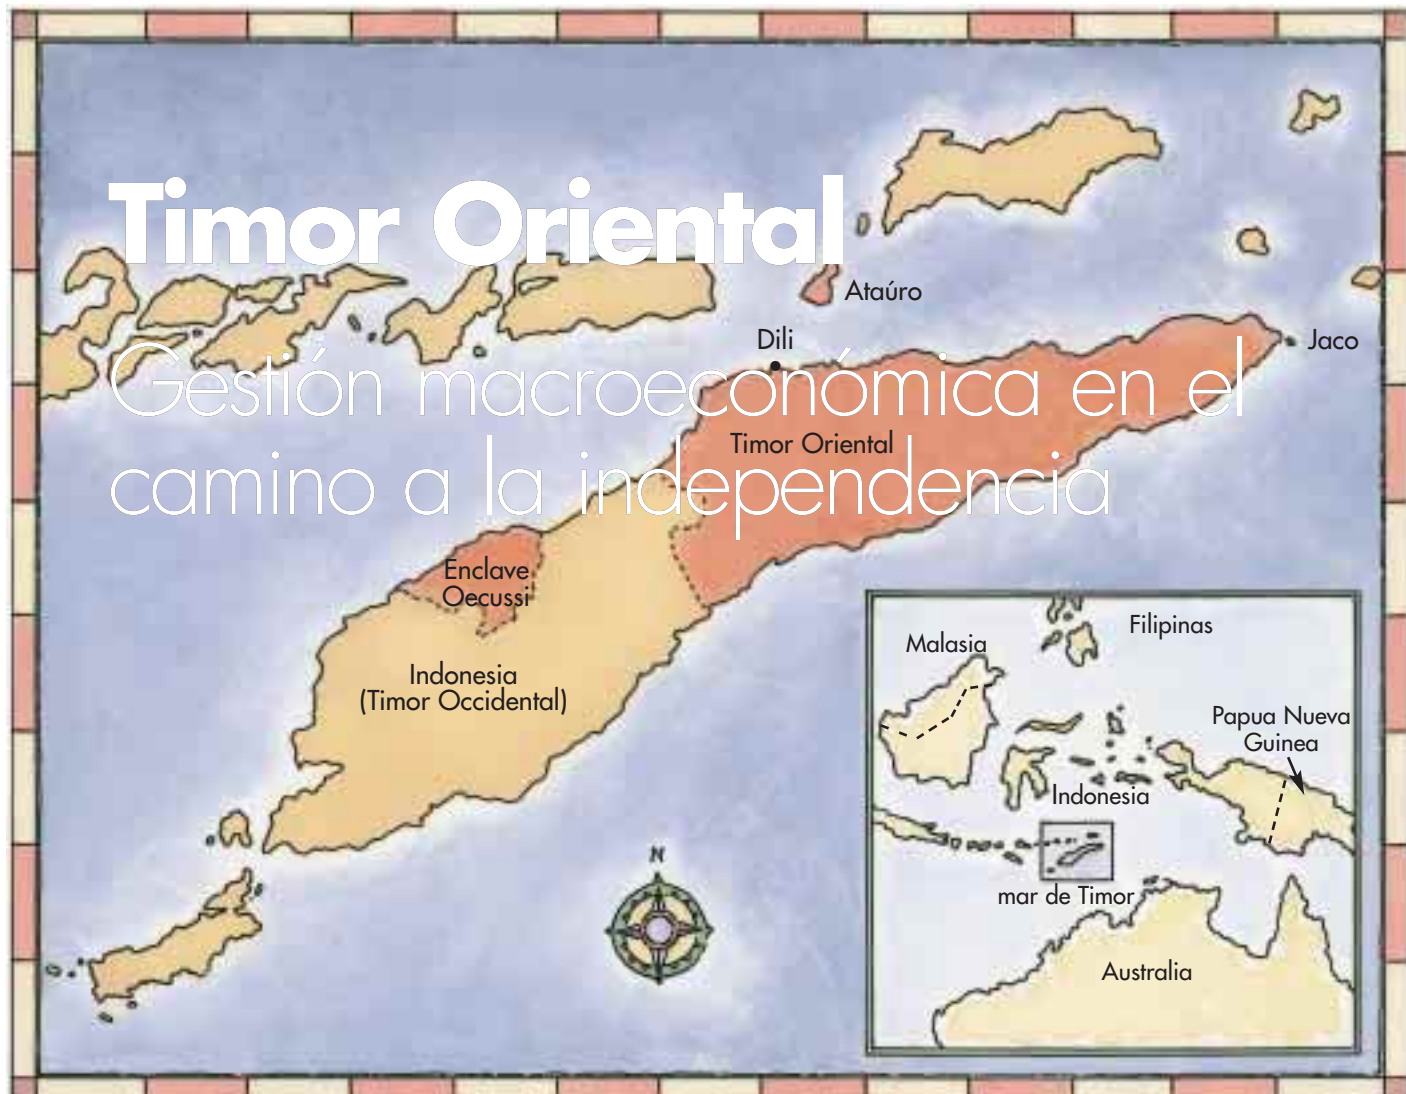 Timor Oriental
Ataúro
Dili
Jaco
Gestión macroeconómica en el
camino a la independencia
Timor Oriental
Enclave
Oecussi
Indonesia
(Timor Occidental)
N
Filipinas
Malasia
Papua Nueva
Guinea
Indonesia
mar de Timor
Australia